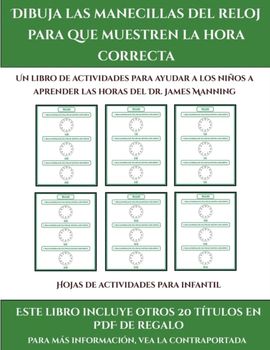 Dibuja las manecillas del reloj
para que muestren la hora
correcta
Un libro de actividades para ayudar a los niños a
aprender las horas del Dr. James Manning
Hojas de actividades para infantil
Este libro incluye otros 20 títulos en
PDF de regalo
Para más información, vea la contraportada